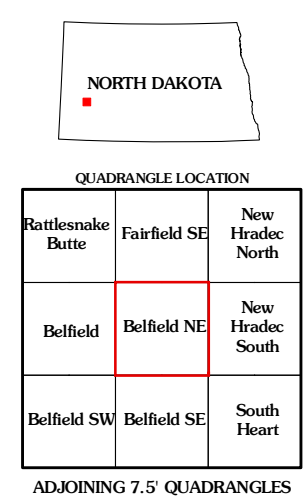 NORTH DAKOTA
QUADRANGLE LOCATION
Rattlesnake
Butte
Fairfield SE
New
Hradec
North
Belfield
Belfield NE
New
Hradec
South
Belfield SW
Belfield SE
South
Heart
ADJOINING 7.5' QUADRANGLES